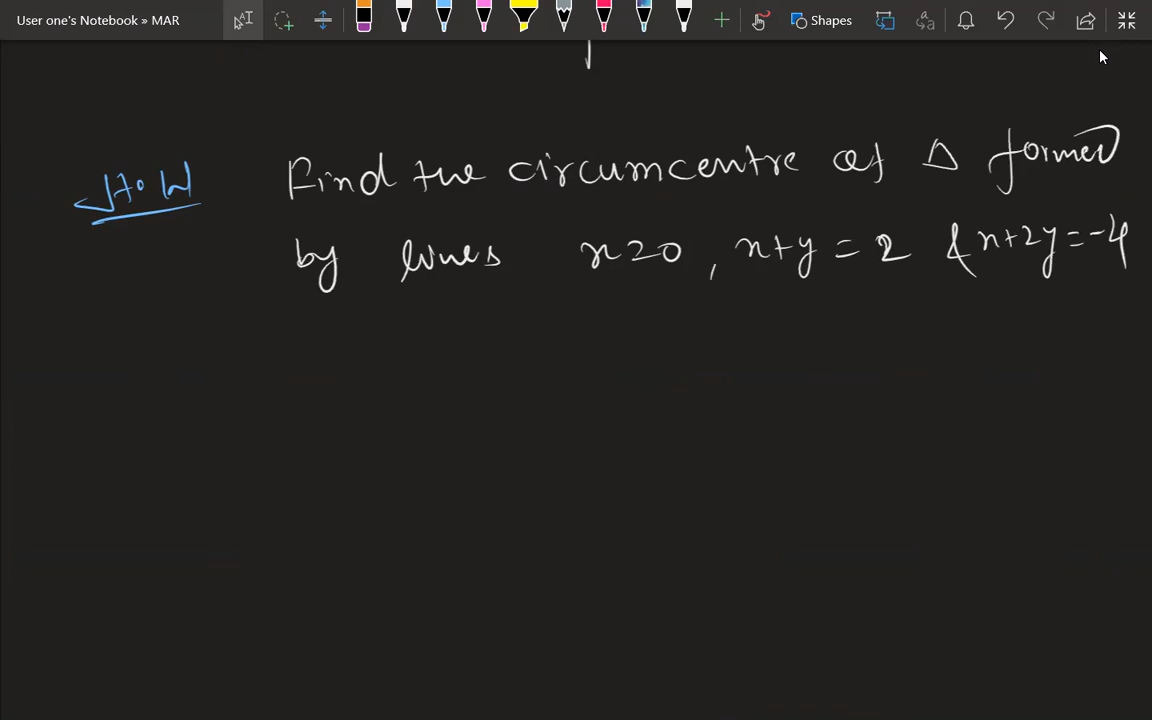 User one's Notebook » MAR
Shapes
H.W
Find the circumcentre of Δ formed
by lines x=0, x+y=2 & x+2y=-4